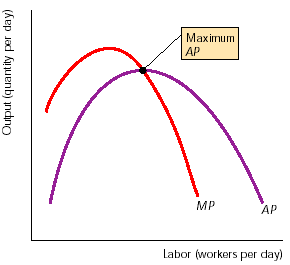 Output (quantity per day)
Maximum
AP
MP
AP
Labor (workers per day)